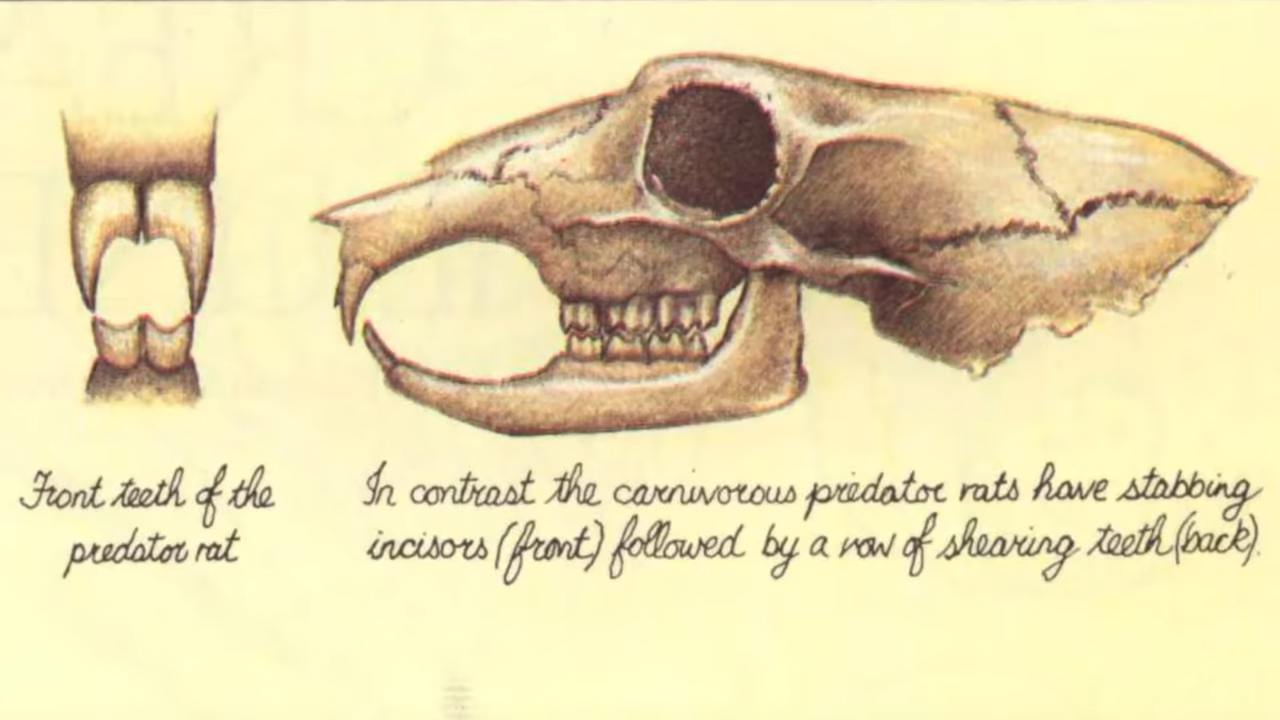 Front teeth of the
predator rat
In contrast the carnivorous predator rats have stabbing
incisors (front) followed by a row of shearing teeth (back).